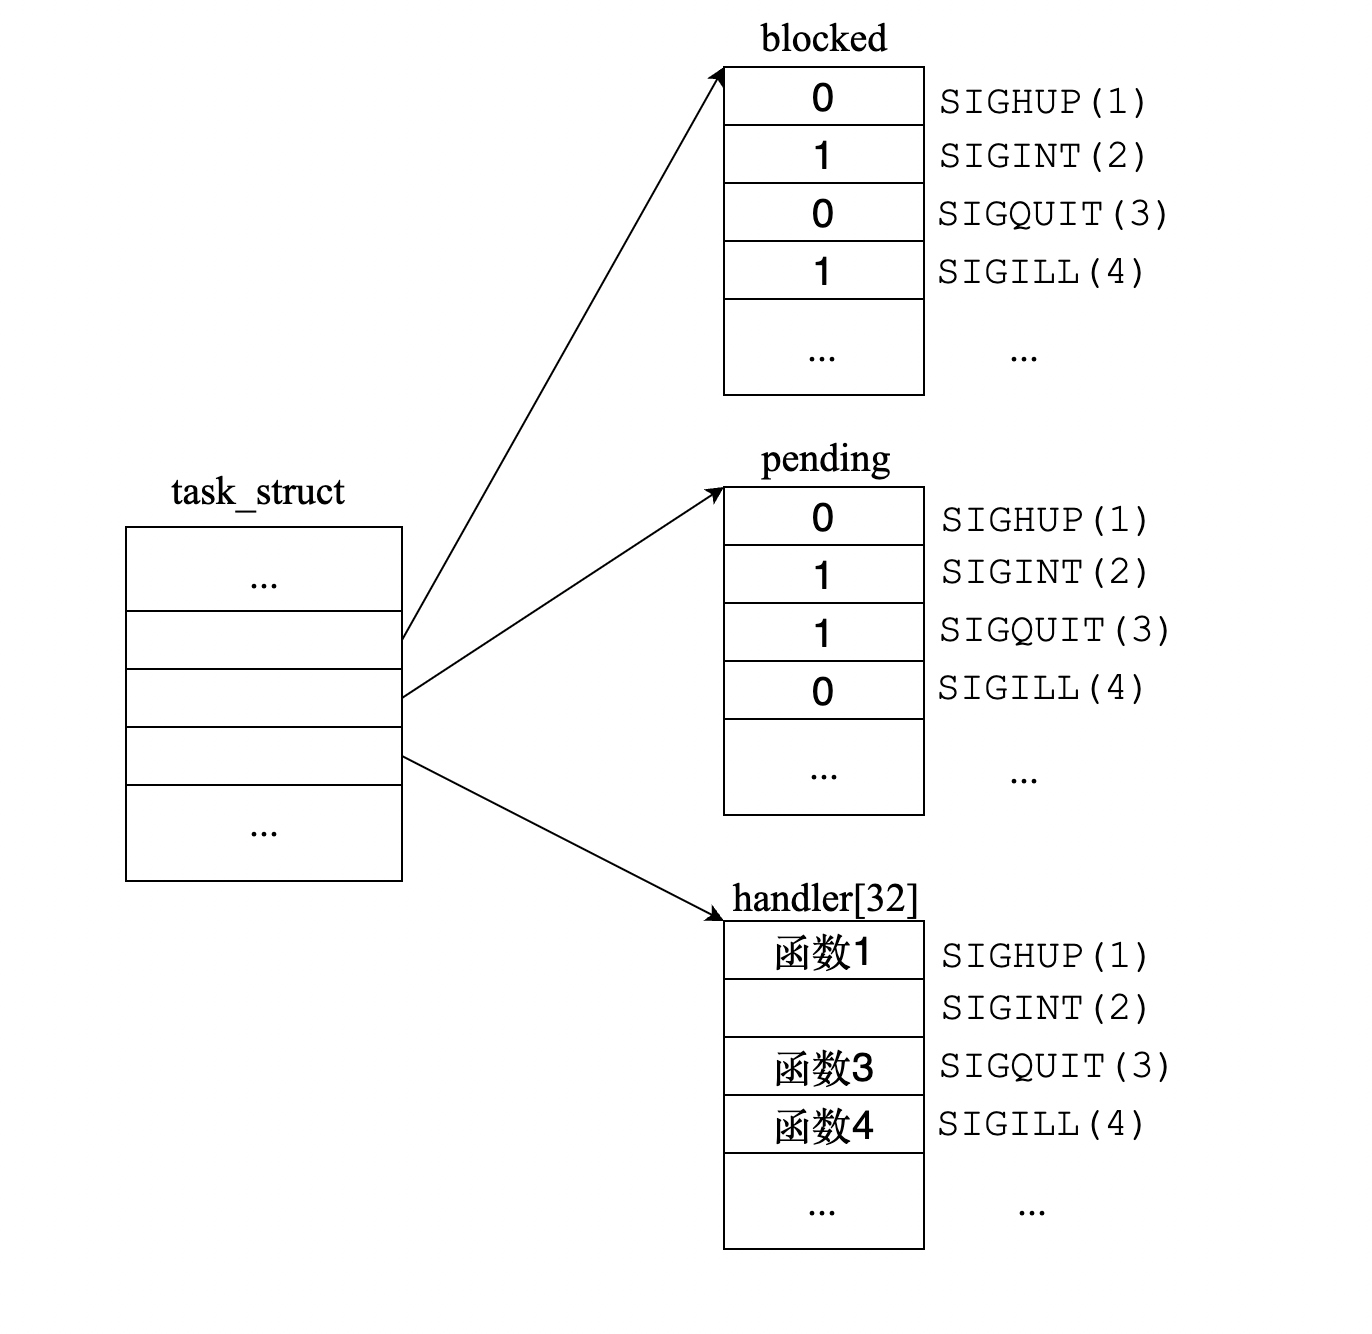 blocked
0 SIGHUP(1)
1 SIGINT(2)
0 SIGQUIT(3)
1 SIGILL(4)
... ...
pending
0 SIGHUP(1)
1 SIGINT(2)
1 SIGQUIT(3)
0 SIGILL(4)
... ...
task_struct
...
...
handler[32]
函数1 SIGHUP(1)
SIGINT(2)
函数3 SIGQUIT(3)
函数4 SIGILL(4)
... ...